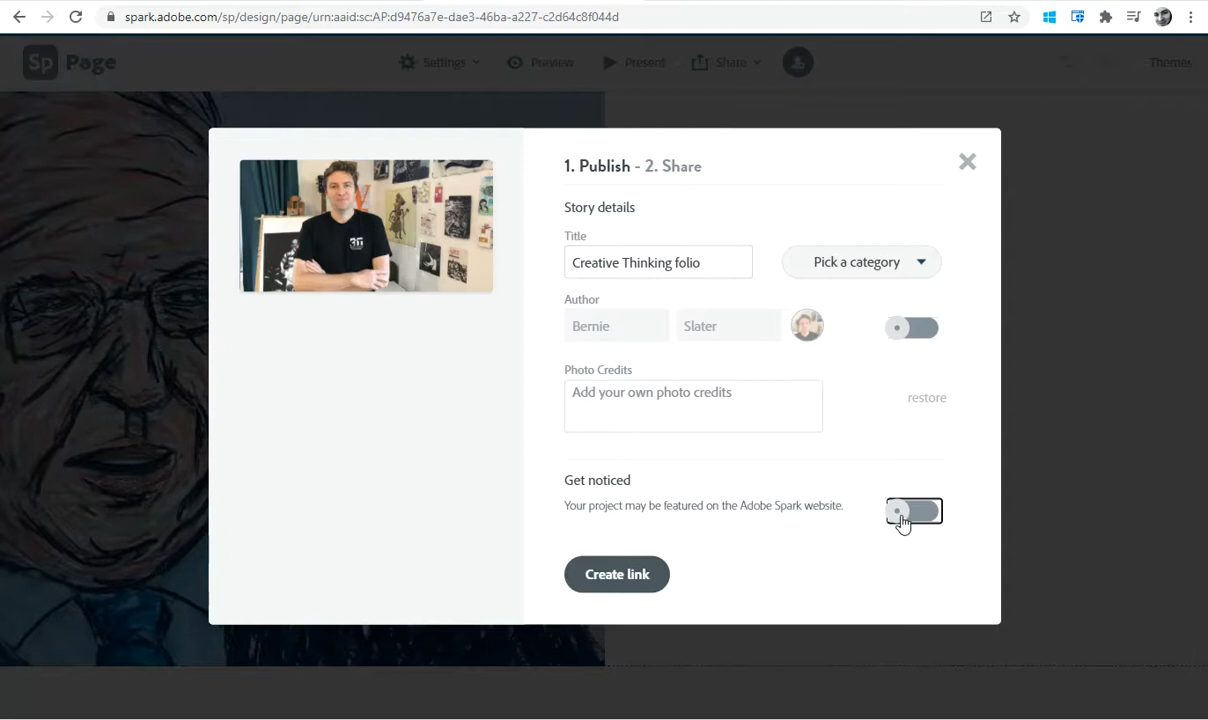 spark.adobe.com/sp/design/page/urn:aaid:sc:AP:d9476a7e-dae3-46ba-a227-c2d64c8f044d
Sp Page Settings Preview Present Share Themes
1. Publish - 2. Share
Story details
Title
Creative Thinking folio Pick a category
Author
Bernie Slater
Photo Credits
Add your own photo credits
restore
Get noticed
Your project may be featured on the Adobe Spark website.
Create link